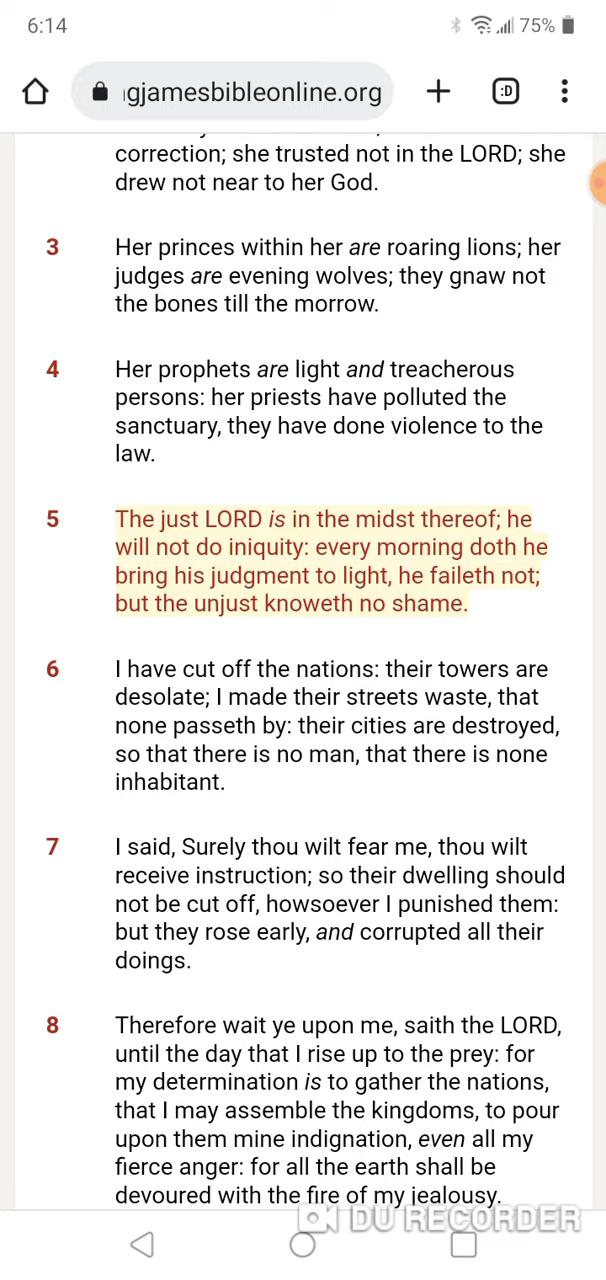 6:14 75%
gjamesbibleonline.org :D
correction; she trusted not in the LORD; she
drew not near to her God.
3 Her princes within her are roaring lions; her
judges are evening wolves; they gnaw not
the bones till the morrow.
4 Her prophets are light and treacherous
persons: her priests have polluted the
sanctuary, they have done violence to the
law.
5 The just LORD is in the midst thereof; he
will not do iniquity: every morning doth he
bring his judgment to light, he faileth not;
but the unjust knoweth no shame.
6 I have cut off the nations: their towers are
desolate; I made their streets waste, that
none passeth by: their cities are destroyed,
so that there is no man, that there is none
inhabitant.
7 I said, Surely thou wilt fear me, thou wilt
receive instruction; so their dwelling should
not be cut off, howsoever I punished them:
but they rose early, and corrupted all their
doings.
8 Therefore wait ye upon me, saith the LORD,
until the day that I rise up to the prey: for
my determination is to gather the nations,
that I may assemble the kingdoms, to pour
upon them mine indignation, even all my
fierce anger: for all the earth shall be
devoured with the fire of my jealousy.
DU RECORDER